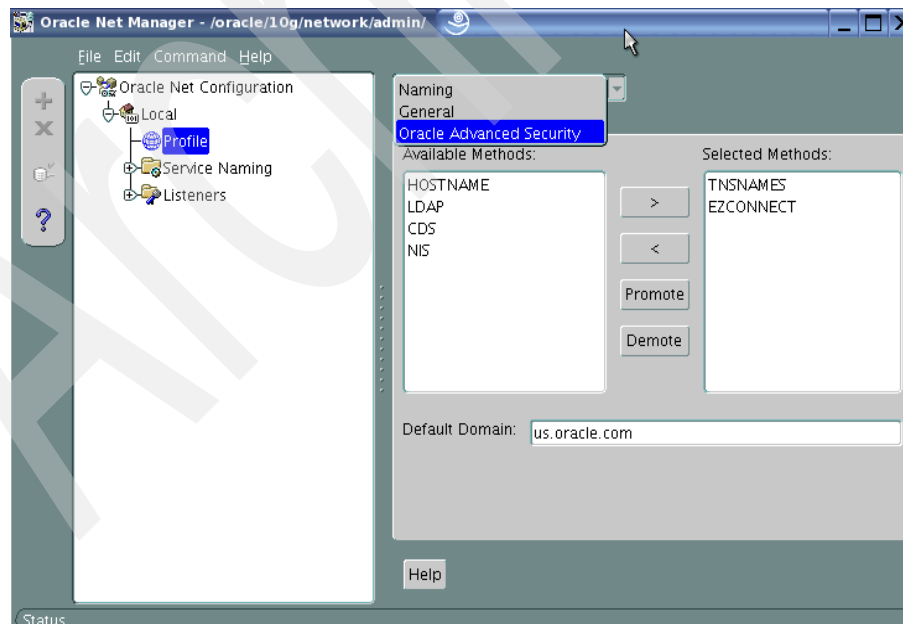 Oracle Net Manager - /oracle/10g/network/admin/
File Edit Command Help
Oracle Net Configuration
Local
Profile
Service Naming
Listeners
Naming
General
Oracle Advanced Security
Available Methods:
HOSTNAME
LDAP
CDS
NIS
>
<
Promote
Demote
Selected Methods:
TNSNAMES
EZCONNECT
Default Domain: us.oracle.com
Help
Status